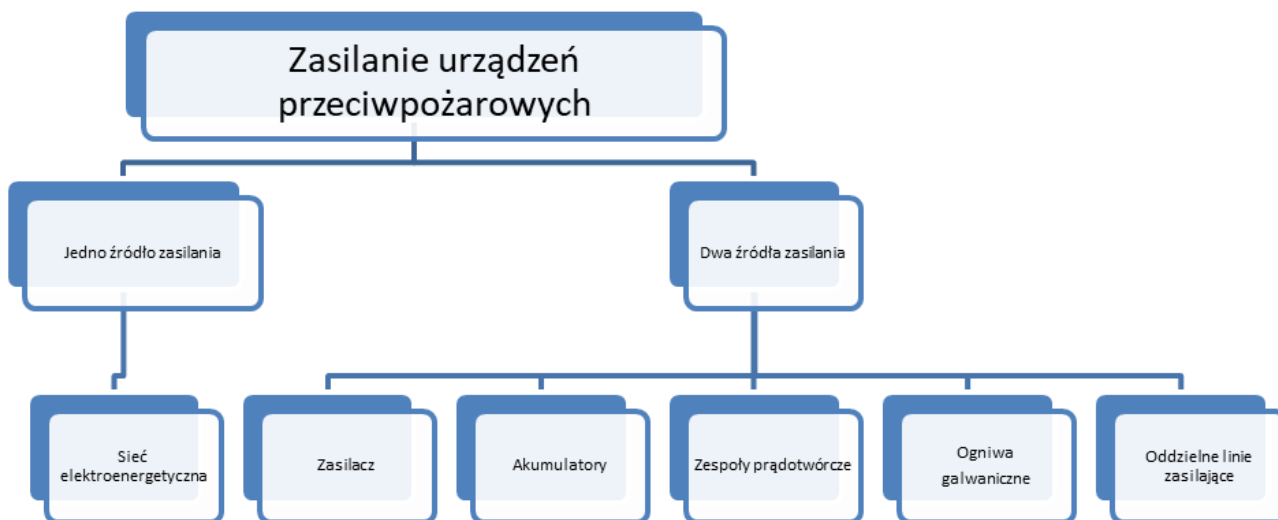 Zasilanie urządzeń
przeciwpożarowych
Jedno źródło zasilania
Dwa źródła zasilania
Sieć
elektroenergetyczna
Zasilacz
Akumulatory
Zespoły prądotwórcze
Ogniwa
galwaniczne
Oddzielne linie
zasilające